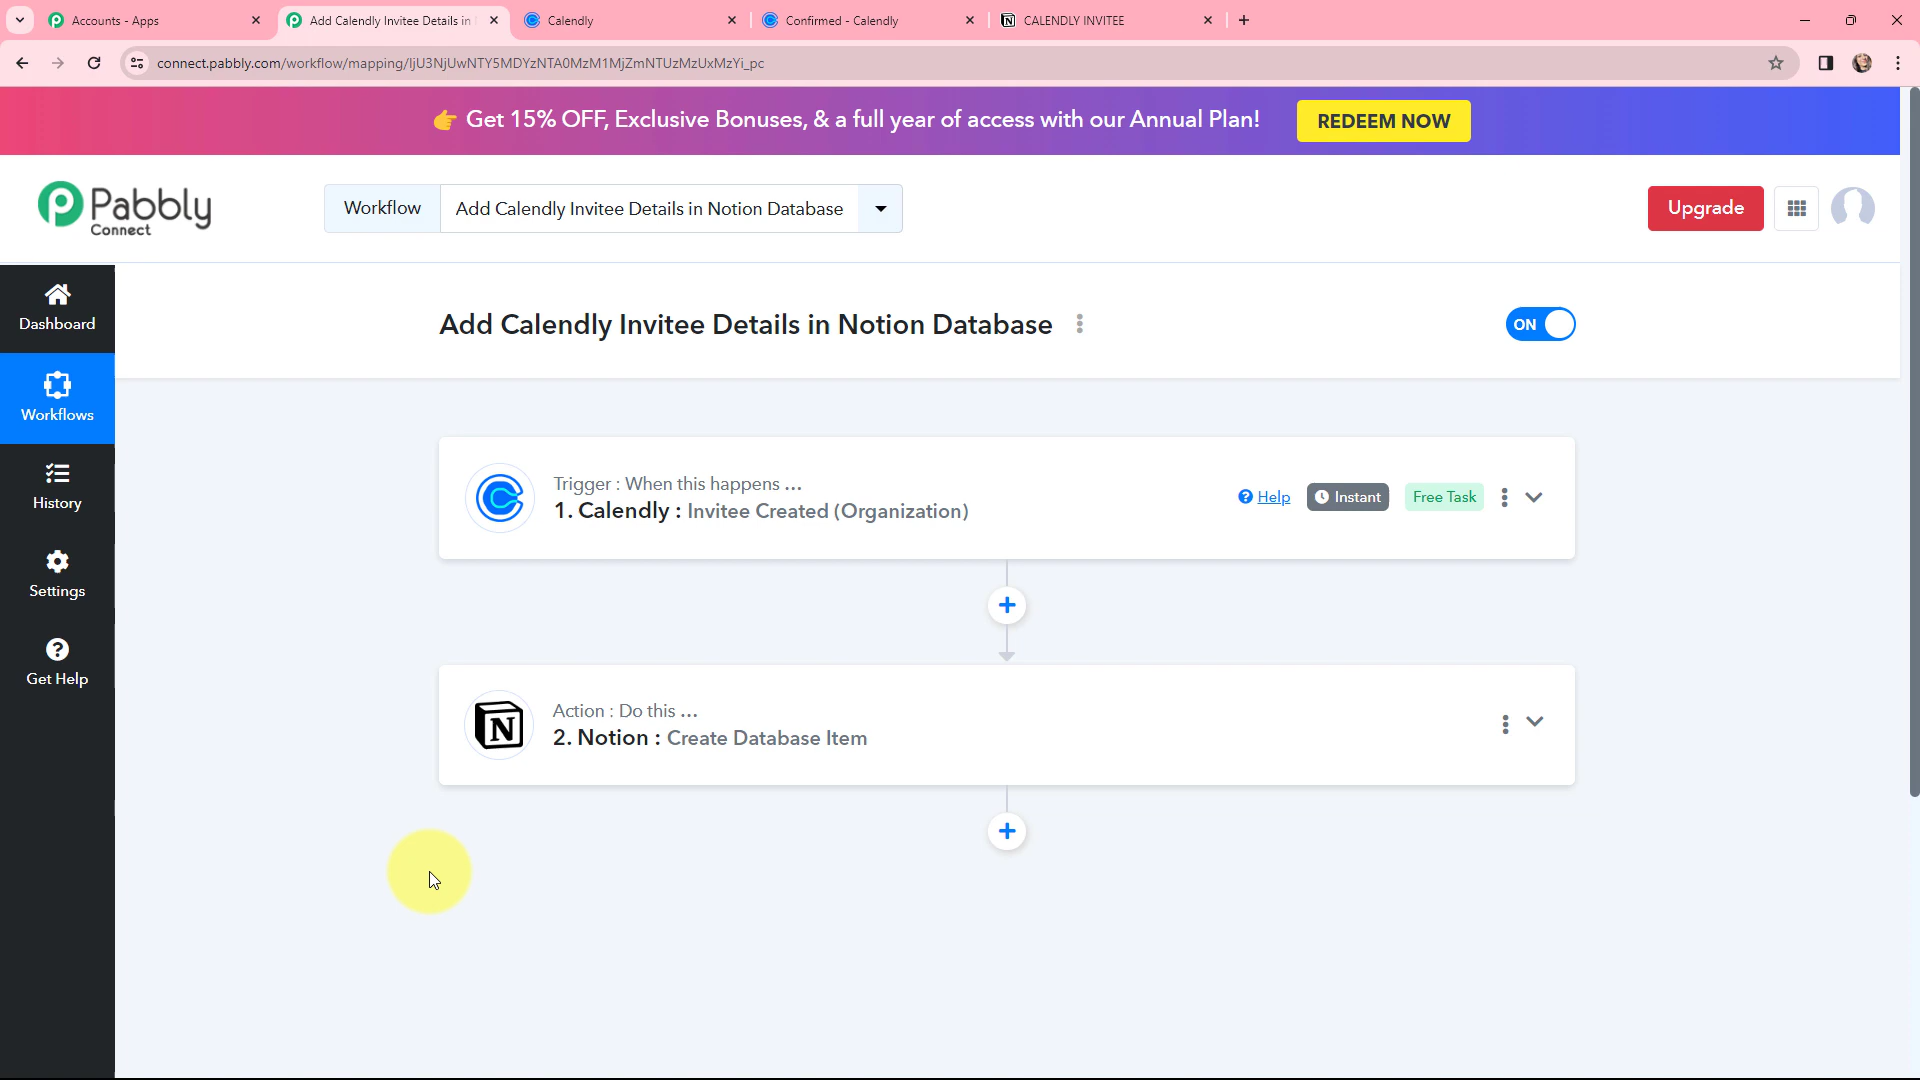 Accounts - Apps
Add Calendly Invitee Details in
Calendly
Confirmed - Calendly
CALENDLY INVITEE
connect.pabbly.com/workflow/mapping/IjU3NjUwNTY5MDYzNTA0MzM1MjZmNTUzMzUxMzYi_pc
👉 Get 15% OFF, Exclusive Bonuses, & a full year of access with our Annual Plan!
REDEEM NOW
Pabbly
Connect
Workflow
Add Calendly Invitee Details in Notion Database
Upgrade
Dashboard
Workflows
History
Settings
Get Help
Add Calendly Invitee Details in Notion Database
ON
Trigger : When this happens ...
1. Calendly : Invitee Created (Organization)
Help
Instant
Free Task
Action : Do this ...
2. Notion : Create Database Item